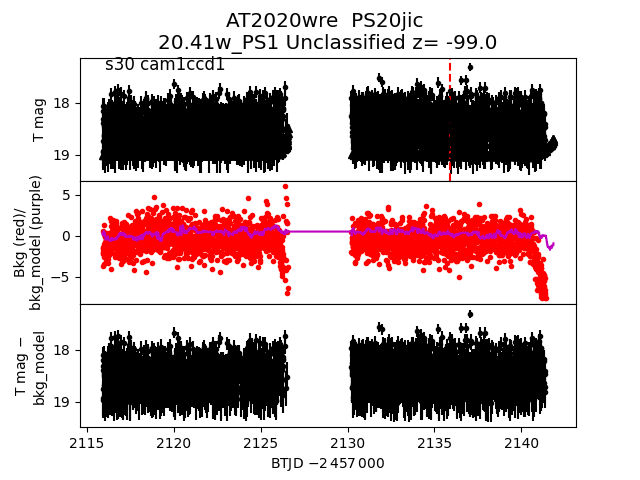 AT2020wre PS20jic
20.41w_PS1 Unclassified z= -99.0
s30 cam1ccd1
18
19
T mag
5
0
−5
Bkg (red)/
bkg_model (purple)
18
19
T mag −
bkg_model
2115
2120
2125
2130
2135
2140
BTJD −2 457 000